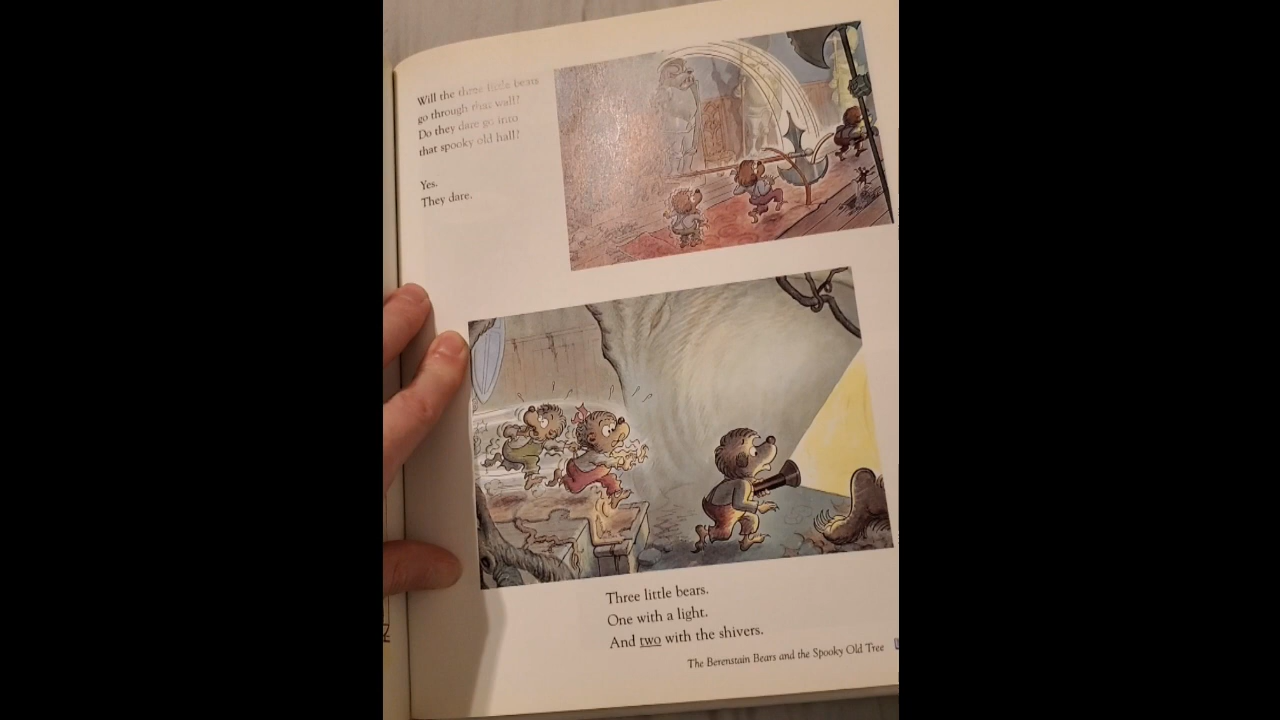 Will the three little bears
go through that wall?
Do they dare go into
that spooky old hall?
Yes.
They dare.
Three little bears.
One with a light.
And two with the shivers.
The Berenstain Bears and the Spooky Old Tree